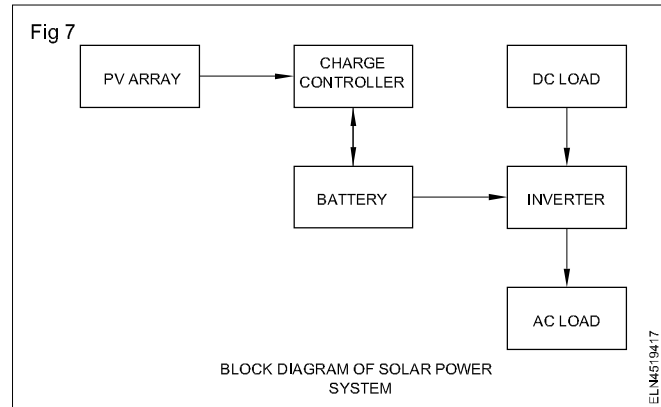 Fig 7
PV ARRAY
CHARGE
CONTROLLER
DC LOAD
BATTERY
INVERTER
AC LOAD
BLOCK DIAGRAM OF SOLAR POWER
SYSTEM
ELN4519417